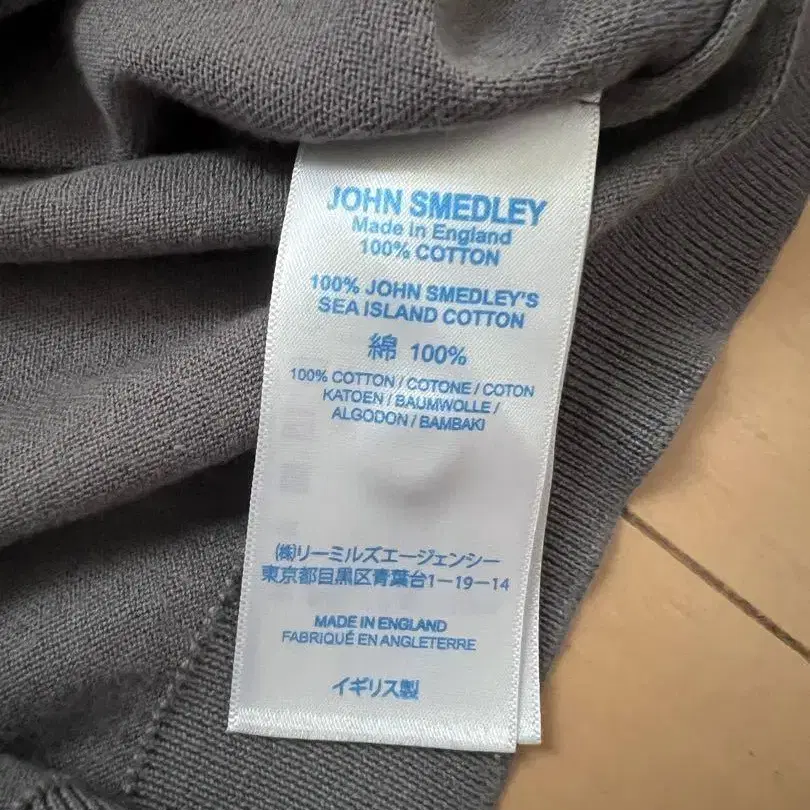 JOHN SMEDLEY
Made in England
100% COTTON
100% JOHN SMEDLEY'S
SEA ISLAND COTTON
綿 100%
100% COTTON / COTONE / COTON
KATOEN / BAUMWOLLE /
ALGODON / BAMBAKI
(株)リーミルズエージェンシー
東京都目黒区青葉台1-19-14
MADE IN ENGLAND
FABRIQUÉ EN ANGLETERRE
イギリス製